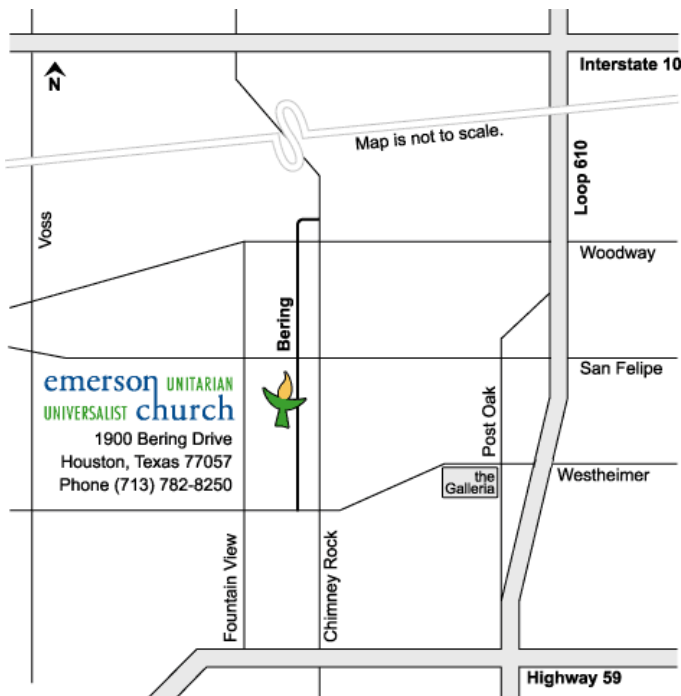 Interstate 10
N
Map is not to scale.
Loop 610
Voss
Woodway
Bering
San Felipe
emerson UNITARIAN
UNIVERSALIST church
1900 Bering Drive
Houston, Texas 77057
Phone (713) 782-8250
Post Oak
the
Galleria
Westheimer
Fountain View
Chimney Rock
Highway 59